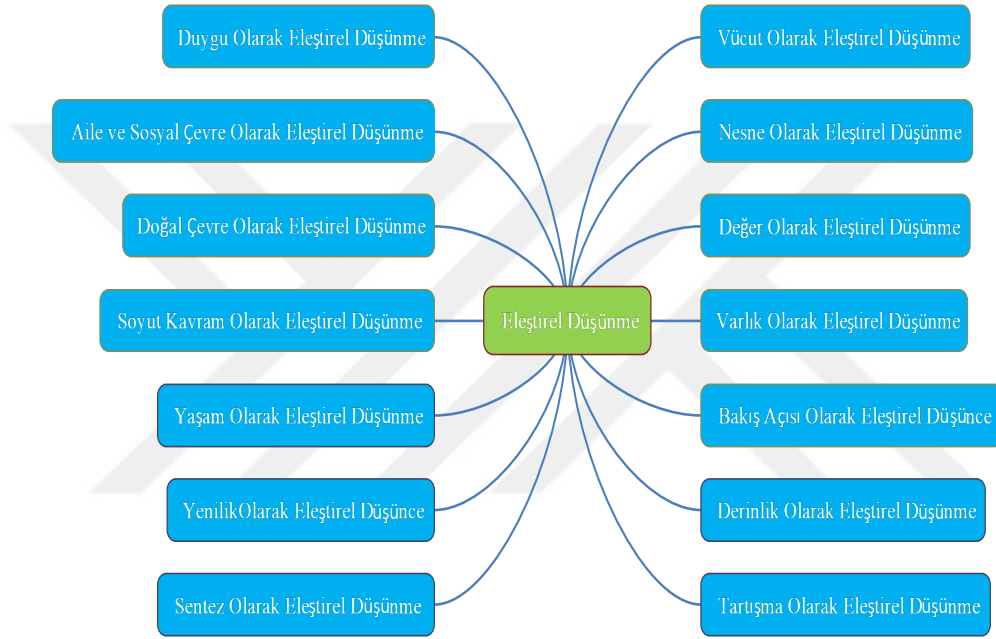 Duygu Olarak Eleştirel Düşünme
Aile ve Sosyal Çevre Olarak Eleştirel Düşünme
Doğal Çevre Olarak Eleştirel Düşünme
Soyut Kavram Olarak Eleştirel Düşünme
Yaşam Olarak Eleştirel Düşünme
YenilikOlarak Eleştirel Düşünce
Sentez Olarak Eleştirel Düşünme
Eleştirel Düşünme
Vücut Olarak Eleştirel Düşünme
Nesne Olarak Eleştirel Düşünme
Değer Olarak Eleştirel Düşünme
Varlık Olarak Eleştirel Düşünme
Bakış Açısı Olarak Eleştirel Düşünce
Derinlik Olarak Eleştirel Düşünme
Tartışma Olarak Eleştirel Düşünme